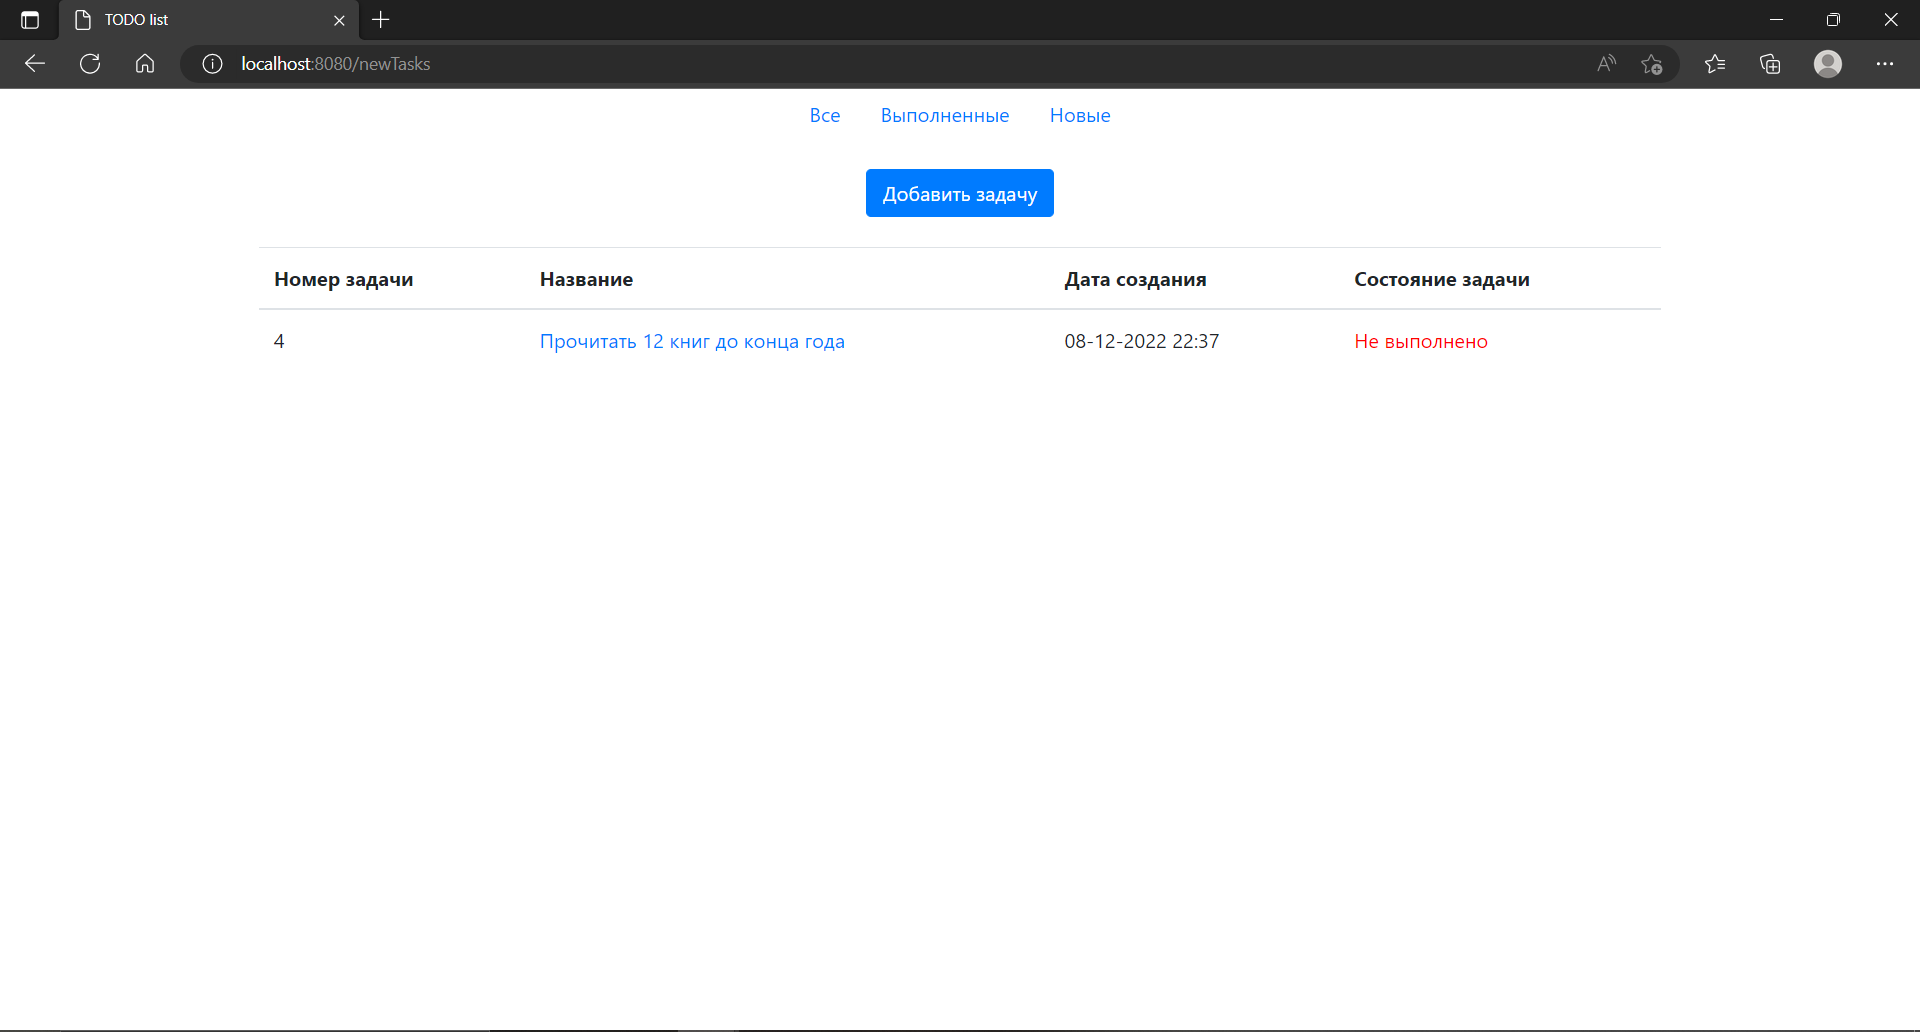 TODO list
localhost:8080/newTasks
Все Выполненные Новые
Добавить задачу
Номер задачи Название Дата создания Состояние задачи
4 Прочитать 12 книг до конца года 08-12-2022 22:37 Не выполнено